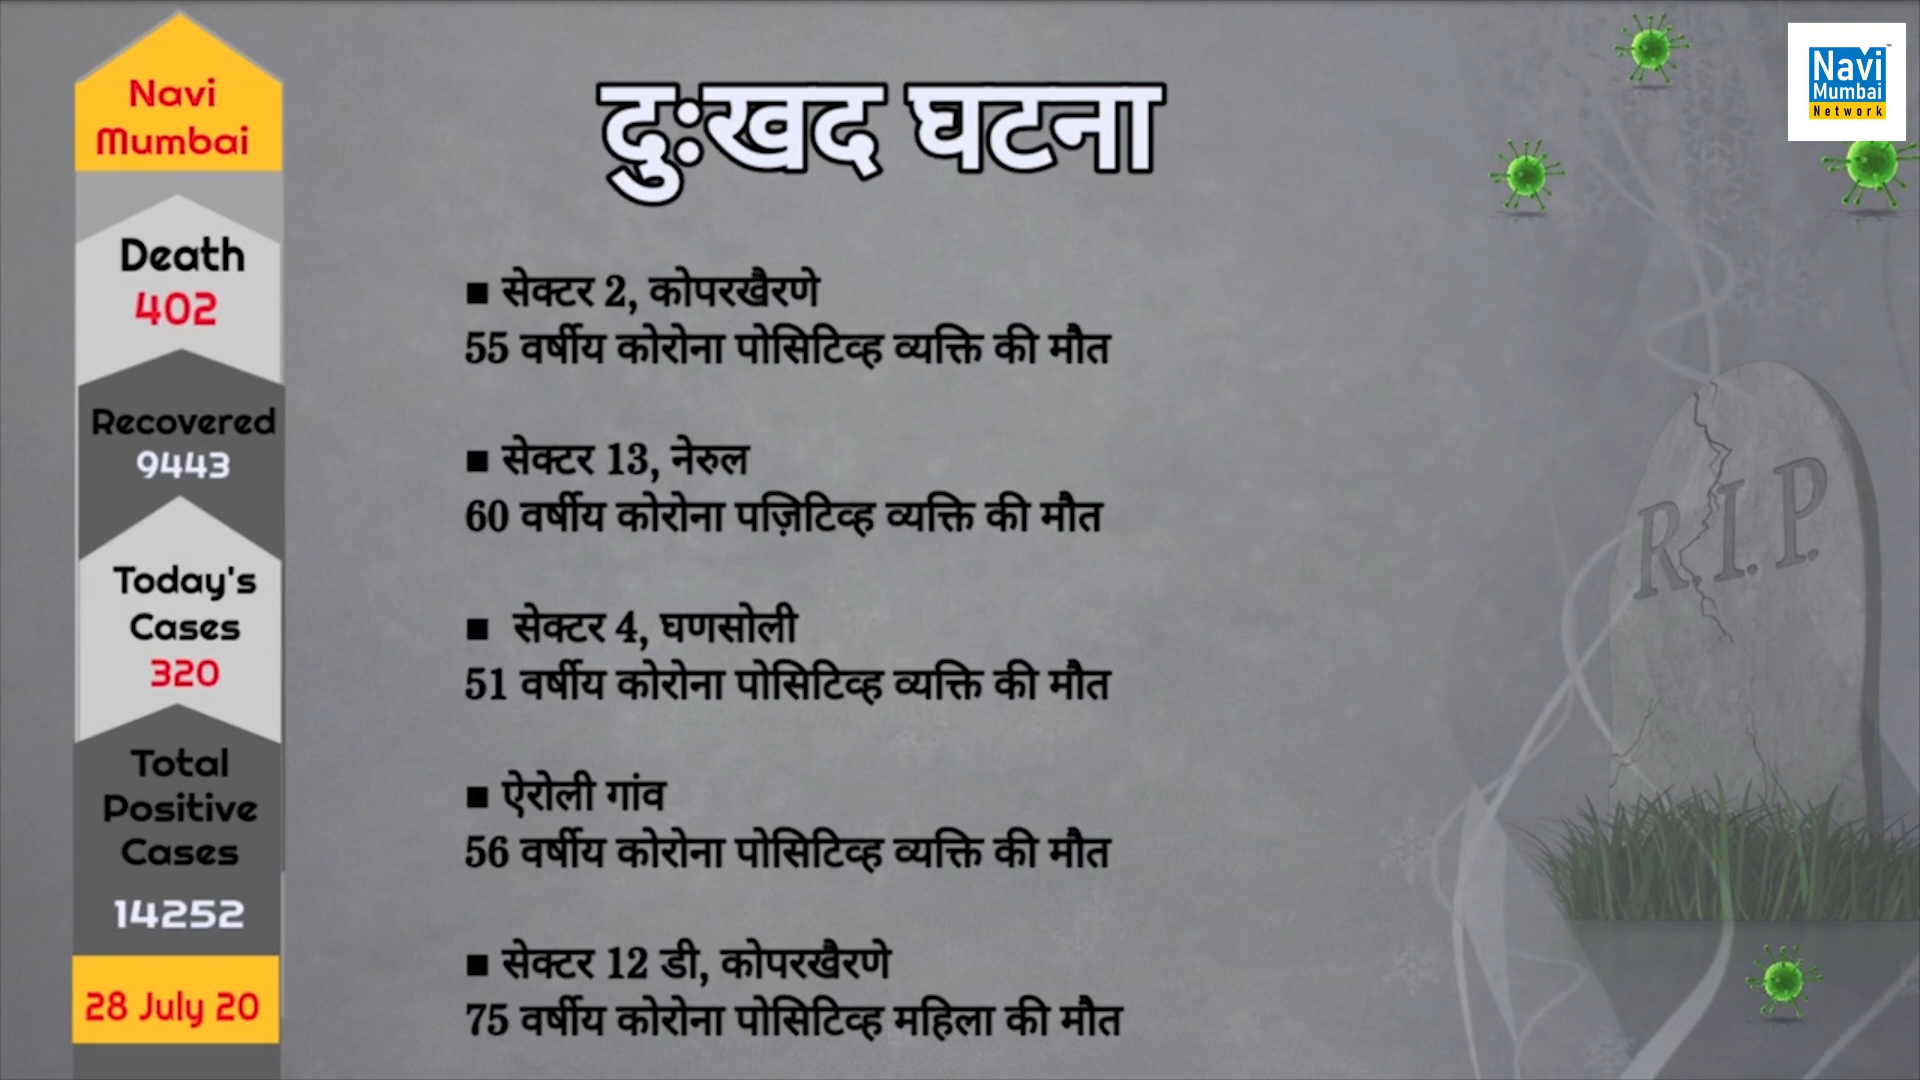 Navi
Mumbai
Death
402
Recovered
9443
Today's
Cases
320
Total
Positive
Cases
14252
28 July 20
दुःखद घटना
■ सेक्टर 2, कोपरखैरणे
55 वर्षीय कोरोना पोसिटिव्ह व्यक्ति की मौत
■ सेक्टर 13, नेरुल
60 वर्षीय कोरोना पज़िटिव्ह व्यक्ति की मौत
■ सेक्टर 4, घणसोली
51 वर्षीय कोरोना पोसिटिव्ह व्यक्ति की मौत
■ ऐरोली गांव
56 वर्षीय कोरोना पोसिटिव्ह व्यक्ति की मौत
■ सेक्टर 12 डी, कोपरखैरणे
75 वर्षीय कोरोना पोसिटिव्ह महिला की मौत
Navi
Mumbai
Network
R.I.P.